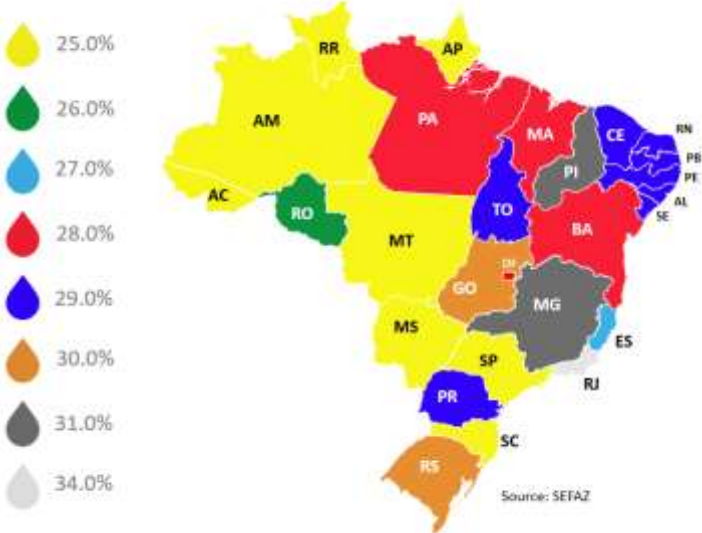 25.0%
26.0%
27.0%
28.0%
29.0%
30.0%
31.0%
34.0%
RR
AP
AM
PA
MA
CE
RN
PB
PE
AL
SE
PI
AC
RO
TO
BA
MT
DF
GO
MG
MS
ES
SP
RJ
PR
SC
RS
Source: SEFAZ